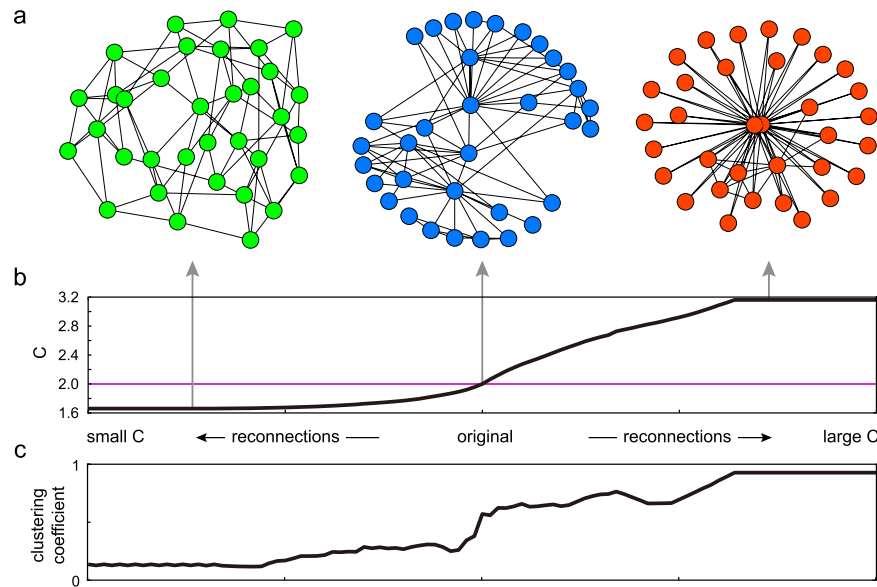 a
b
3.2
2.8
2.4
2.0
1.6
C
small C reconnections original reconnections large C
c
1
0
clustering
coefficient